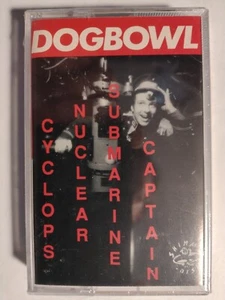 DOGBOWL
CYCLOPS
NUCLEAR
SUBMARINE
CAPTAIN